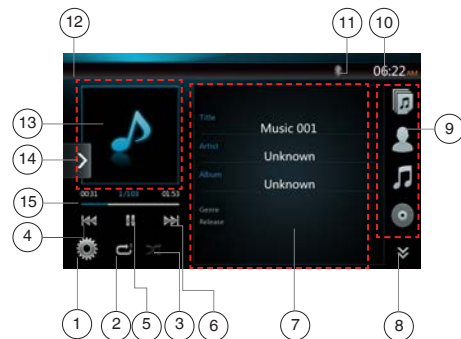 12
11
10
06:22 AM
13
Title
Music 001
9
14
Artist
Unknown
Album
Unknown
15
00:31 1/103 01:53
Genre
Release
4
1
2
5
3
6
7
8